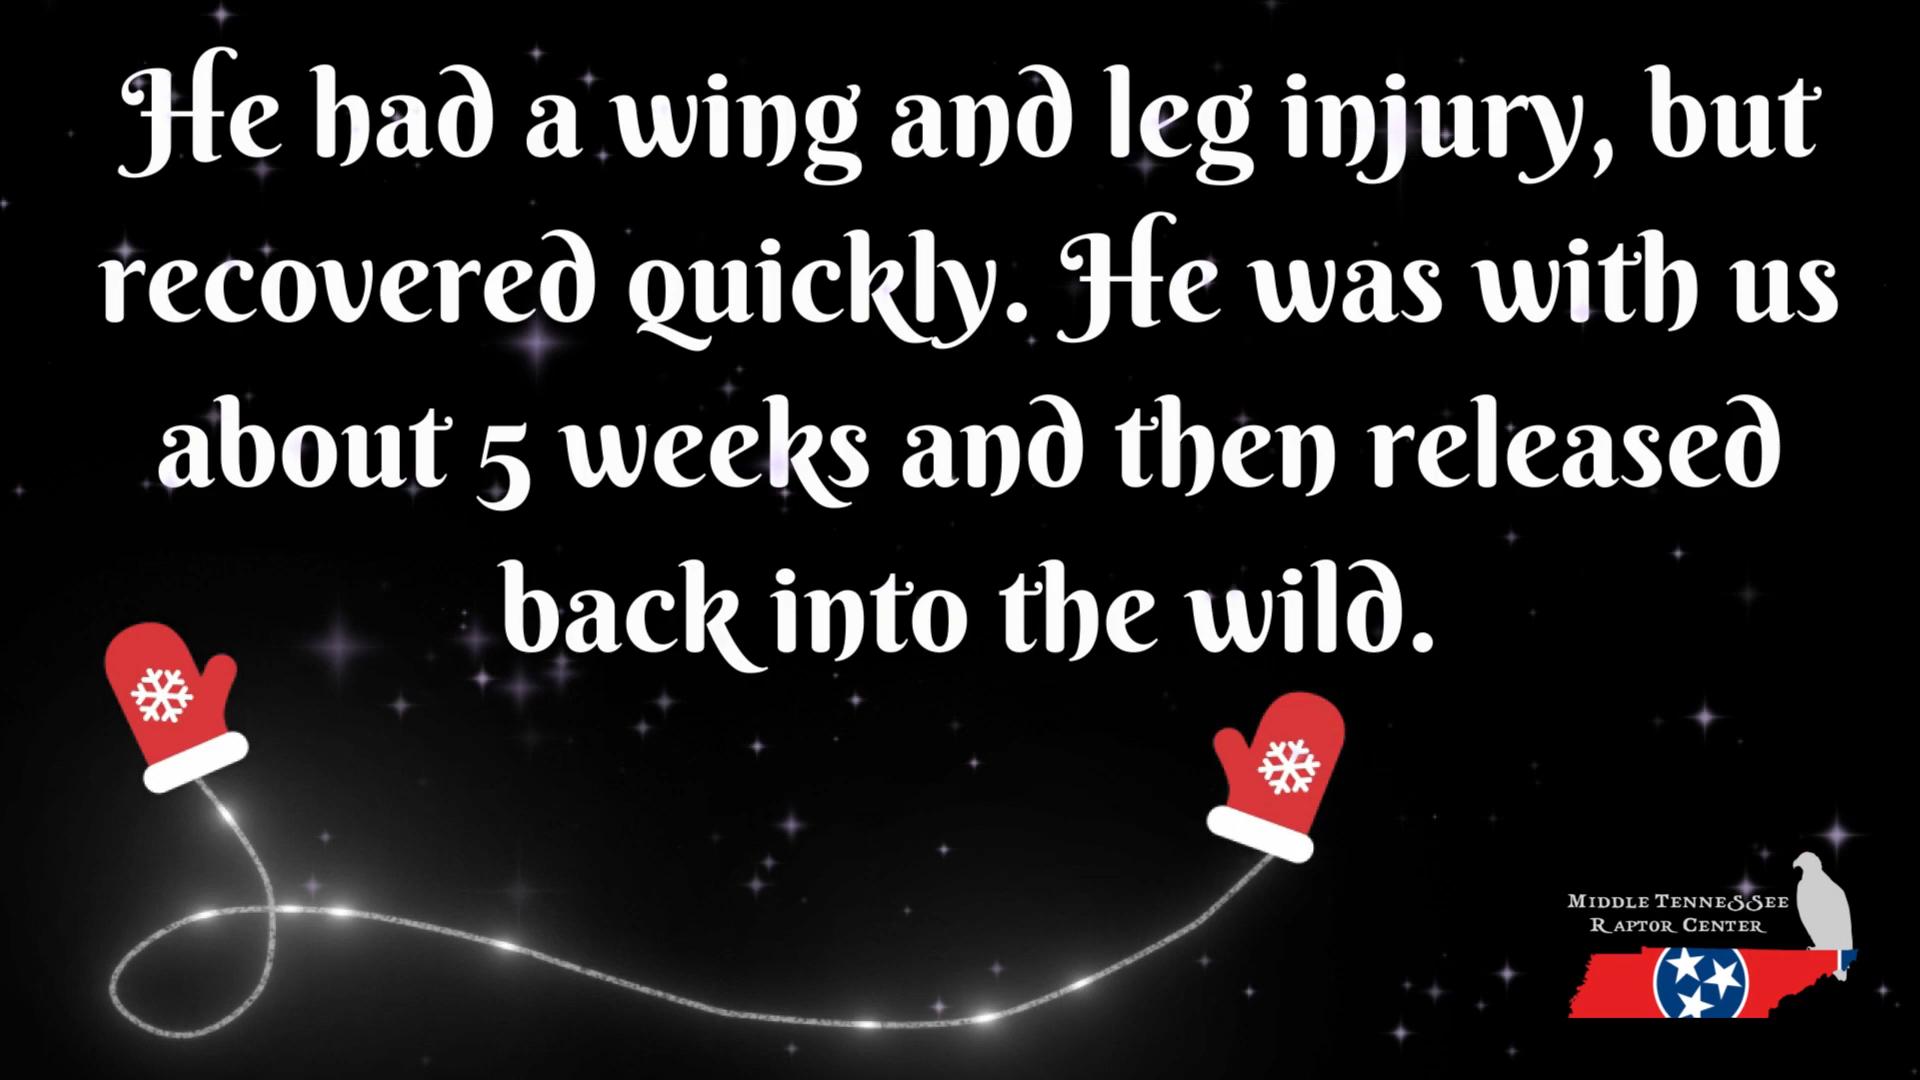 He had a wing and leg injury, but
recovered quickly. He was with us
about 5 weeks and then released
back into the wild.
Middle Tennessee
Raptor Center